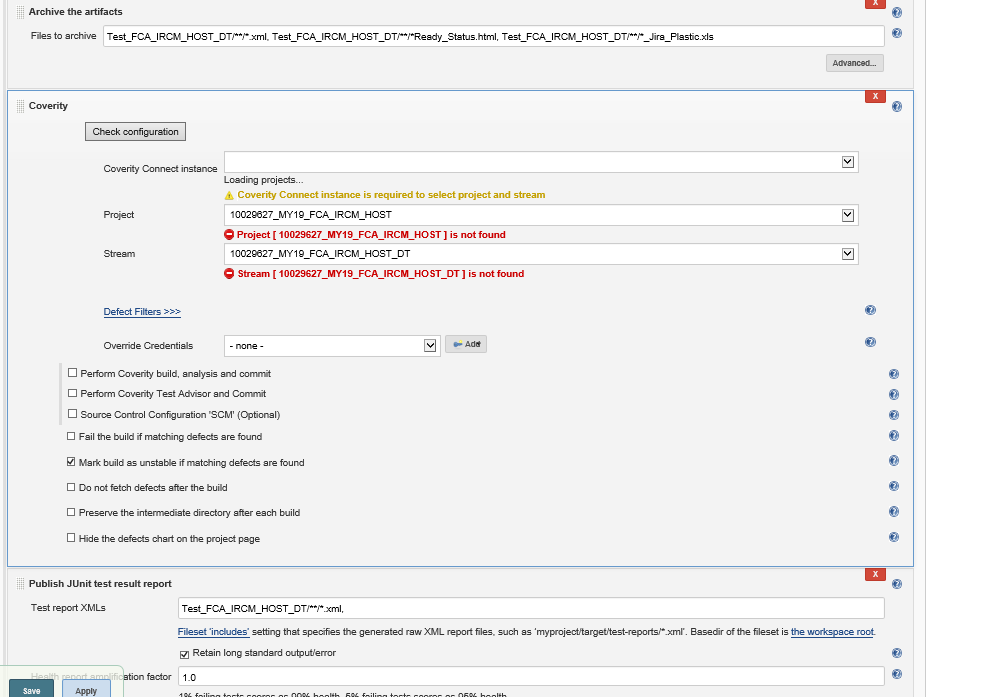 Archive the artifacts
X
Files to archive Test_FCA_IRCM_HOST_DT/**/*.xml, Test_FCA_IRCM_HOST_DT/**/*Ready_Status.html, Test_FCA_IRCM_HOST_DT/**/*_Jira_Plastic.xls
Advanced...
Coverity
X
Check configuration
Coverity Connect instance
Loading projects...
Coverity Connect instance is required to select project and stream
Project 10029627_MY19_FCA_IRCM_HOST
Project [ 10029627_MY19_FCA_IRCM_HOST ] is not found
Stream 10029627_MY19_FCA_IRCM_HOST_DT
Stream [ 10029627_MY19_FCA_IRCM_HOST_DT ] is not found
Defect Filters >>>
Override Credentials - none - Add
Perform Coverity build, analysis and commit
Perform Coverity Test Advisor and Commit
Source Control Configuration 'SCM' (Optional)
Fail the build if matching defects are found
Mark build as unstable if matching defects are found
Do not fetch defects after the build
Preserve the intermediate directory after each build
Hide the defects chart on the project page
X
Publish JUnit test result report
Test report XMLs Test_FCA_IRCM_HOST_DT/**/*.xml,
Fileset 'includes' setting that specifies the generated raw XML report files, such as 'myproject/target/test-reports/*.xml'. Basedir of the fileset is the workspace root.
Retain long standard output/error
Health report amplification factor 1.0
Save Apply
1% failing tests scores as 99% health. 5% failing tests scores as 95% health